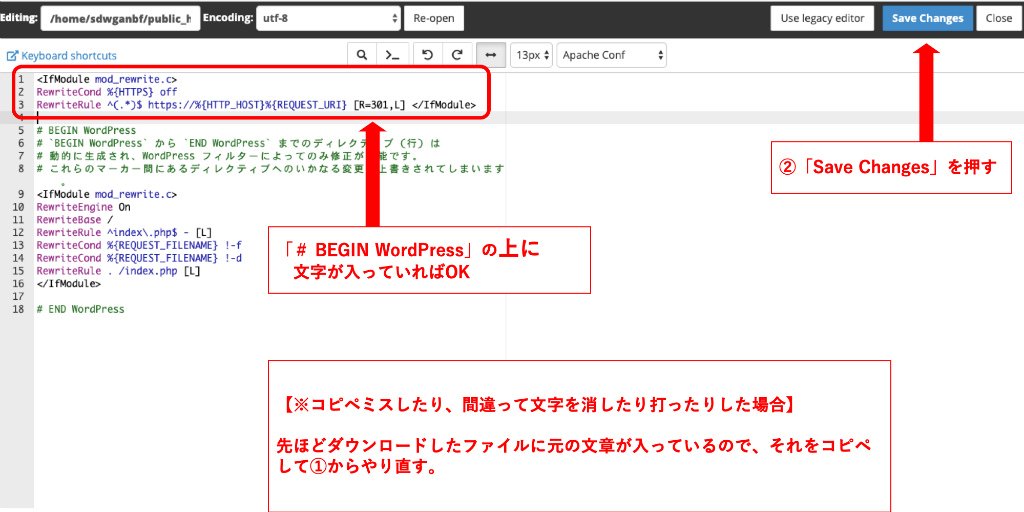 Editing: /home/sdwganbf/public_h Encoding: utf-8 Re-open Use legacy editor Save Changes Close
Keyboard shortcuts 13px Apache Conf
1 <IfModule mod_rewrite.c>
2 RewriteCond %{HTTPS} off
3 RewriteRule ^(.*)$ https://%{HTTP_HOST}%{REQUEST_URI} [R=301,L] </IfModule>
4
5 # BEGIN WordPress
6 # `BEGIN WordPress` から `END WordPress` までのディレクティブ (行) は
7 # 動的に生成され、WordPress フィルターによってのみ修正が可能です。
8 # これらのマーカー間にあるディレクティブへのいかなる変更も上書きされてしまいます
。
9 <IfModule mod_rewrite.c>
10 RewriteEngine On
11 RewriteBase /
12 RewriteRule ^index\.php$ - [L]
13 RewriteCond %{REQUEST_FILENAME} !-f
14 RewriteCond %{REQUEST_FILENAME} !-d
15 RewriteRule . /index.php [L]
16 </IfModule>
17
18 # END WordPress
②「Save Changes」を押す
「# BEGIN WordPress」の上に
文字が入っていればOK
【※コピペミスしたり、間違って文字を消したり打ったりした場合】
先ほどダウンロードしたファイルに元の文章が入っているので、それをコピペ
して①からやり直す。